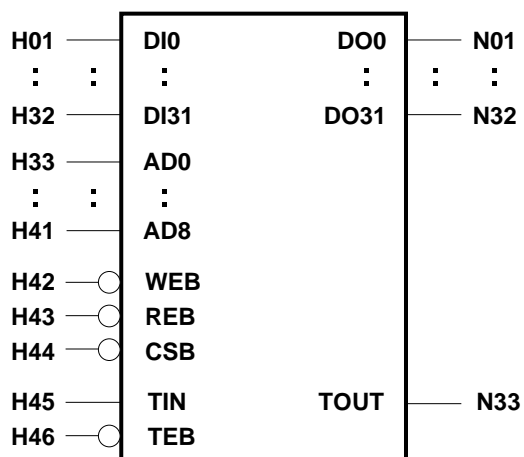 H01 DI0 DO0 N01
: : : : : :
H32 DI31 DO31 N32
H33 AD0
: : :
H41 AD8
H42 WEB
H43 REB
H44 CSB
H45 TIN TOUT N33
H46 TEB